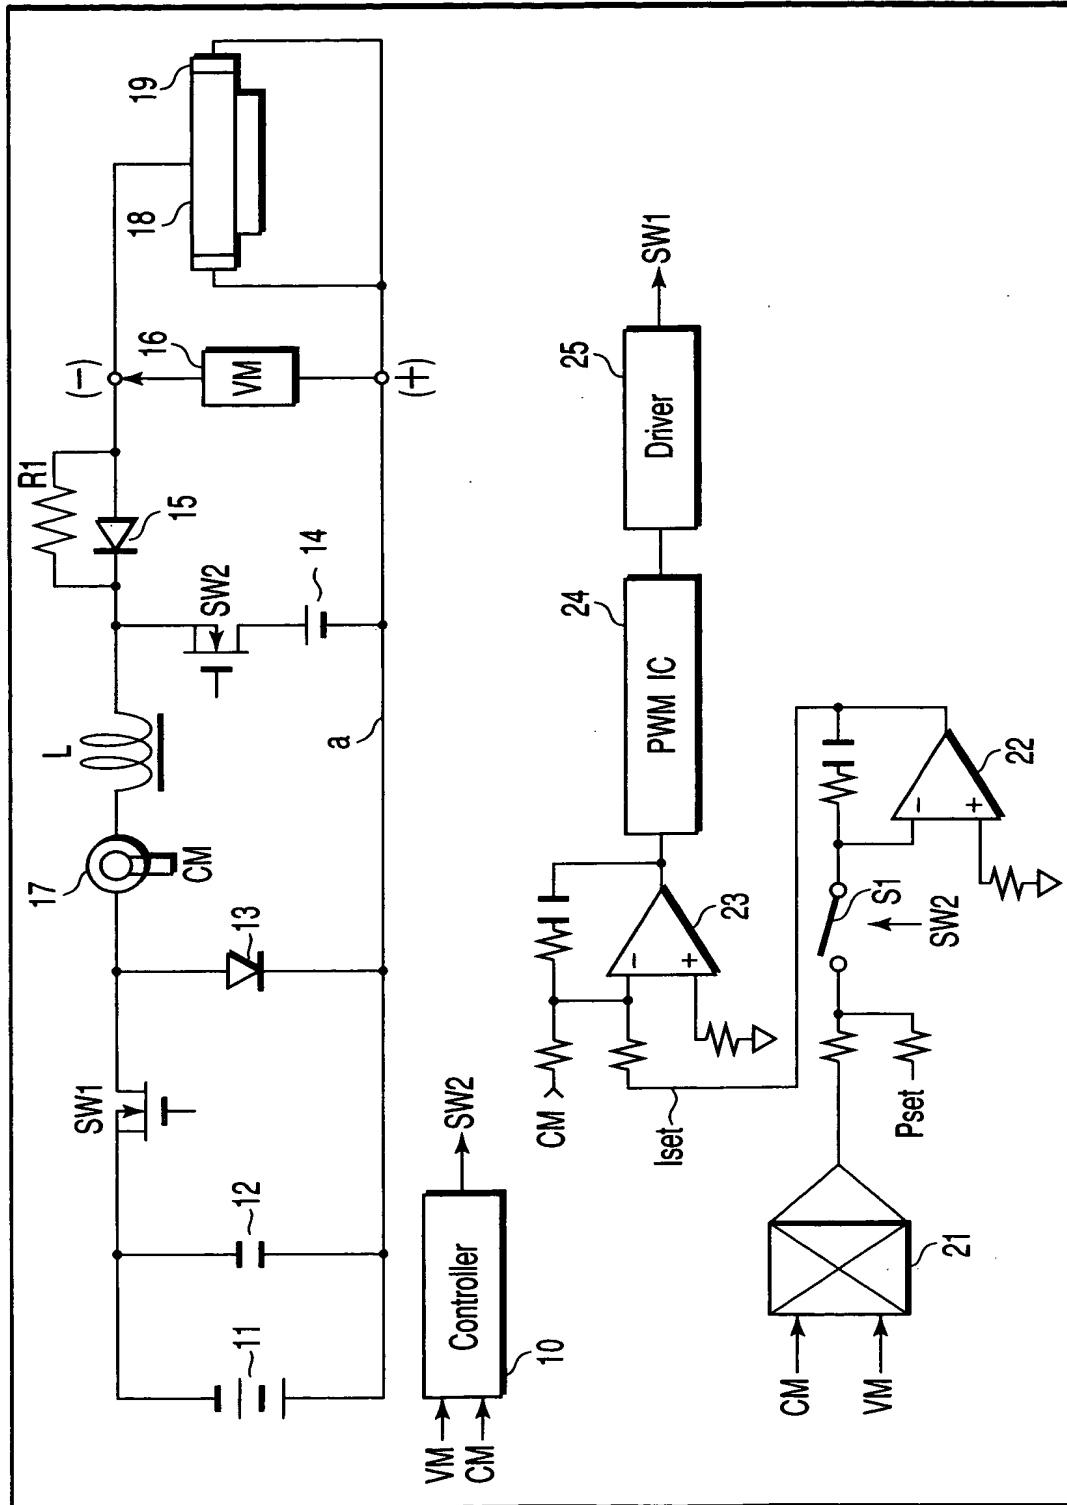 11
12
SW1
13
17
CM
L
SW2
14
R1
15
(−)
16
VM
(+)
18
19
a
VM
CM
Controller
10
SW2
CM
Iset
−
+
23
PWM IC
24
Driver
25
SW1
CM
VM
21
Pset
S1
SW2
−
+
22